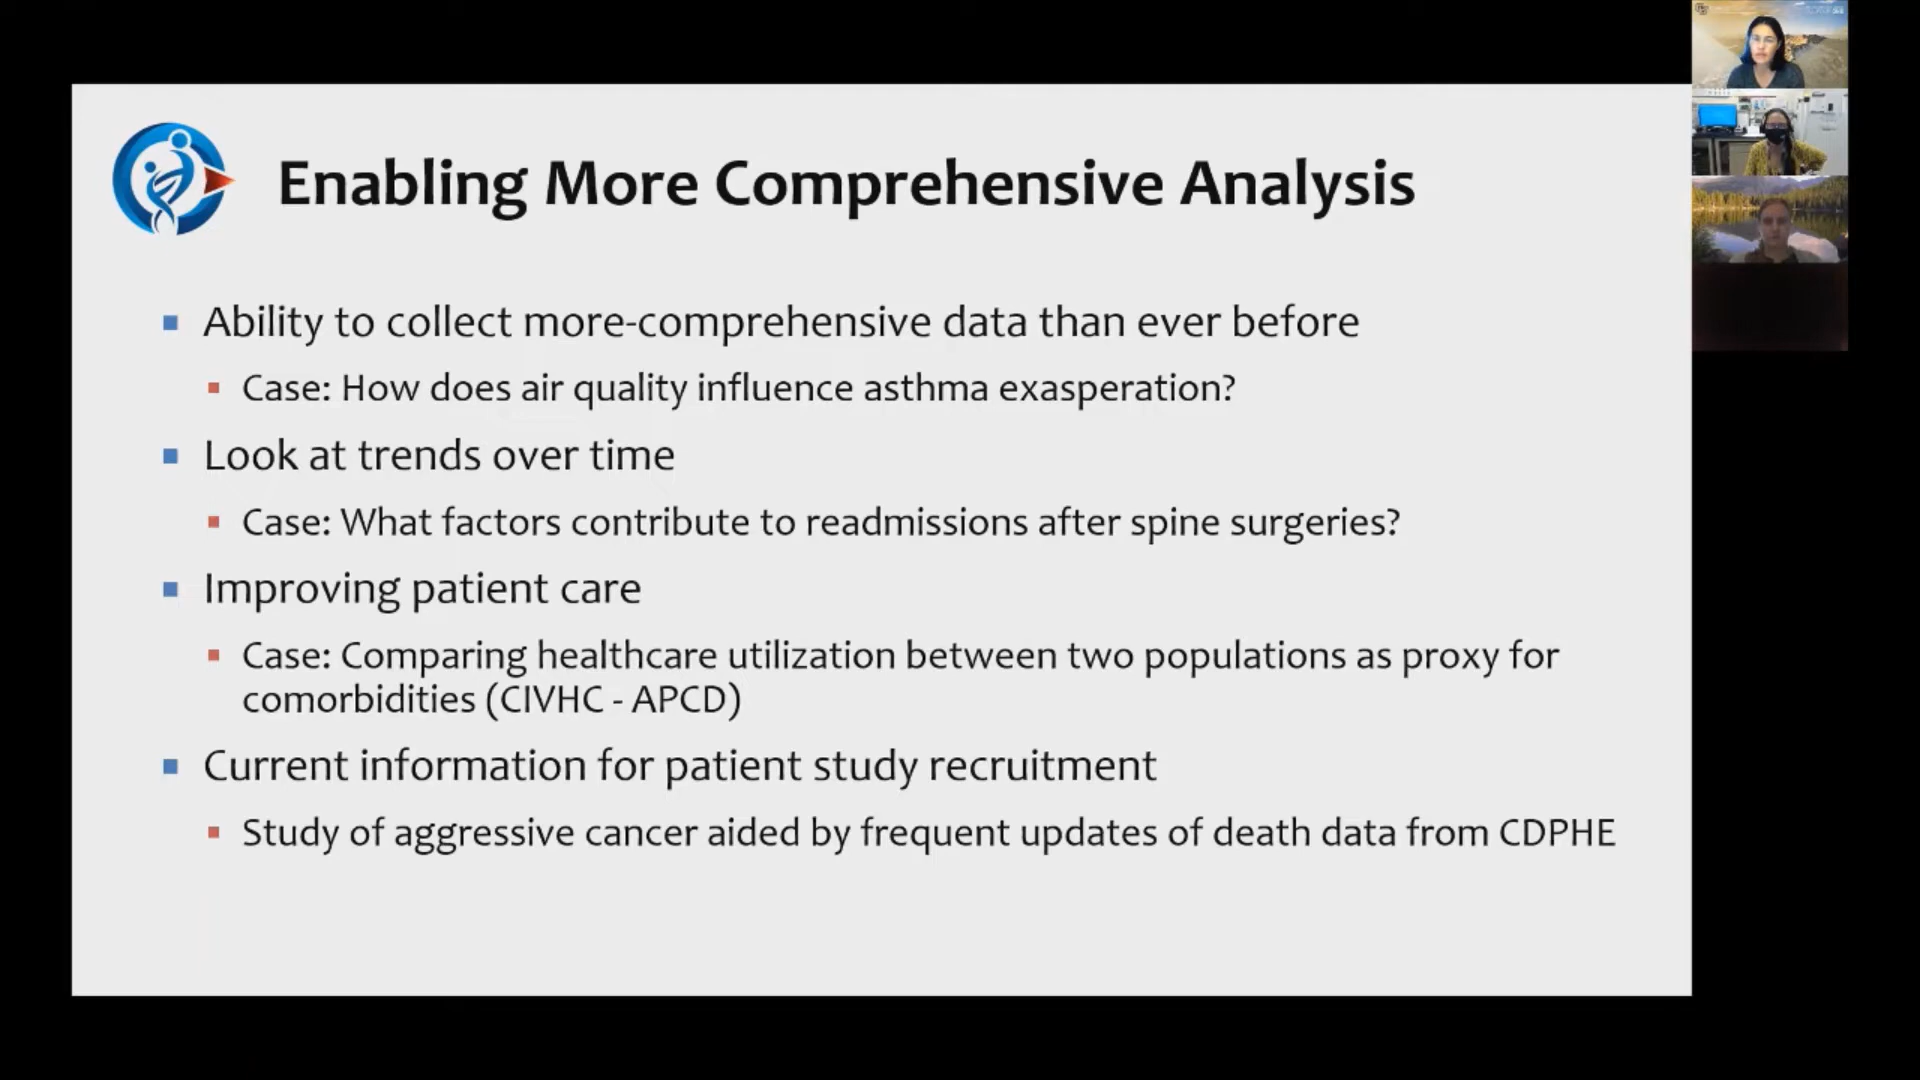 Enabling More Comprehensive Analysis
Ability to collect more-comprehensive data than ever before
Case: How does air quality influence asthma exasperation?
Look at trends over time
Case: What factors contribute to readmissions after spine surgeries?
Improving patient care
Case: Comparing healthcare utilization between two populations as proxy for
comorbidities (CIVHC - APCD)
Current information for patient study recruitment
Study of aggressive cancer aided by frequent updates of death data from CDPHE